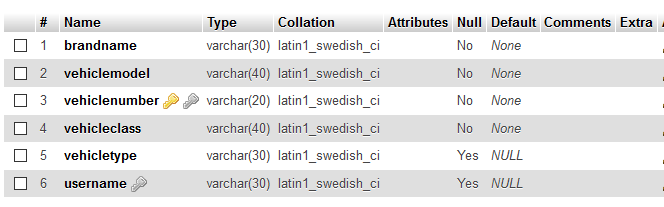 # Name Type Collation Attributes Null Default Comments Extra
1 brandname varchar(30) latin1_swedish_ci No None
2 vehiclemodel varchar(40) latin1_swedish_ci No None
3 vehiclenumber varchar(20) latin1_swedish_ci No None
4 vehicleclass varchar(40) latin1_swedish_ci No None
5 vehicletype varchar(30) latin1_swedish_ci Yes NULL
6 username varchar(30) latin1_swedish_ci Yes NULL